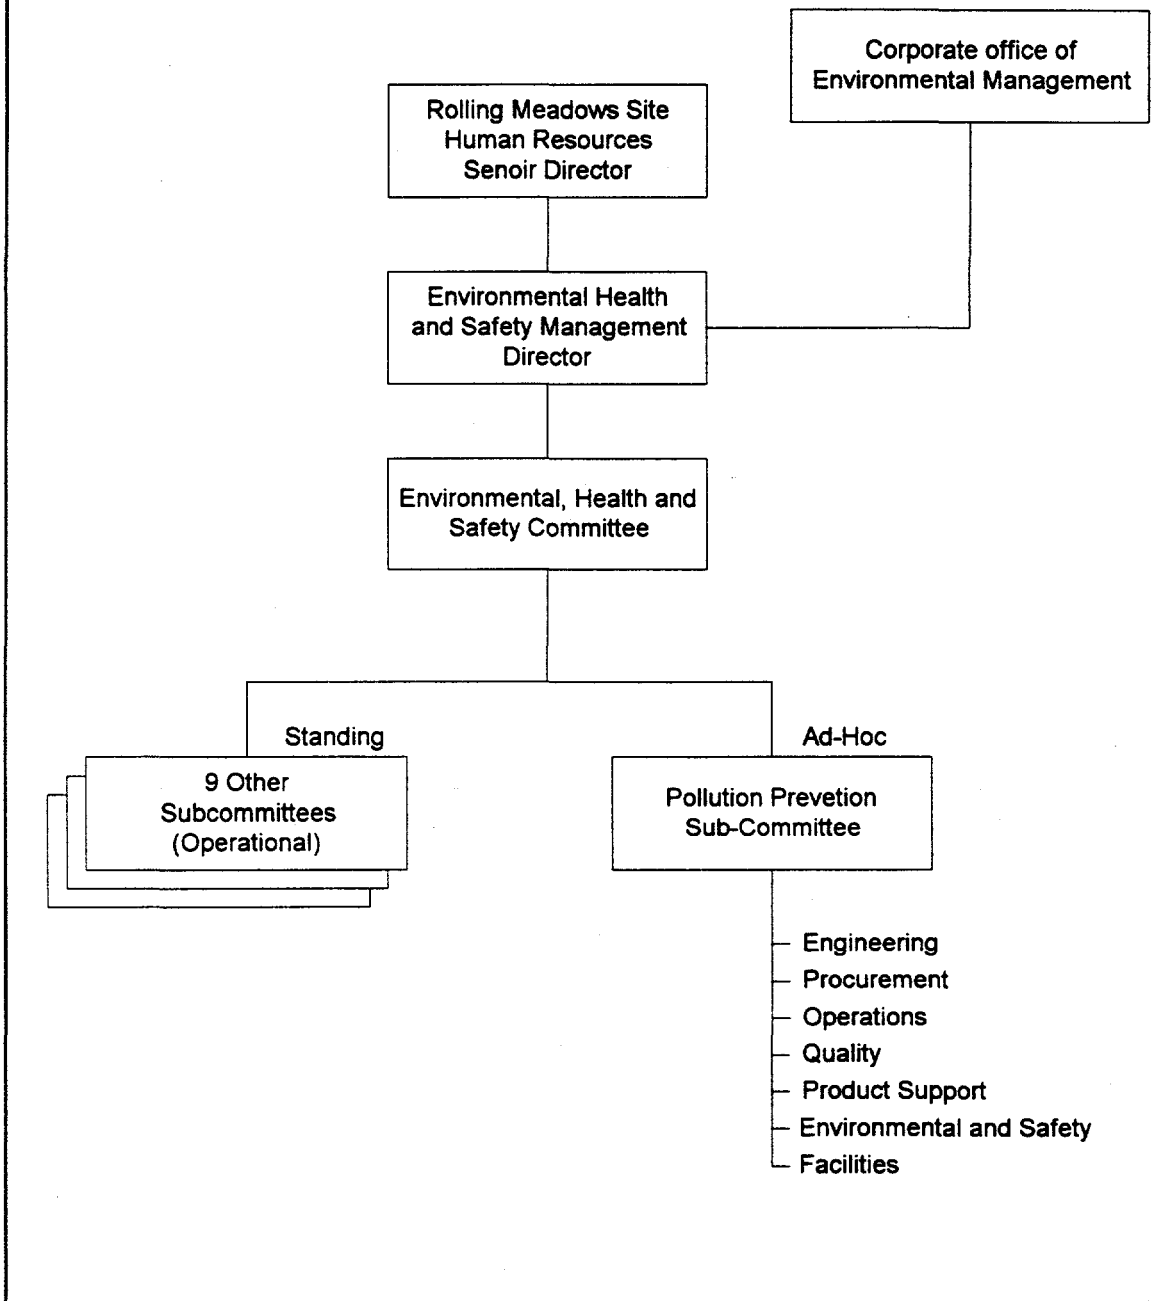 Corporate office of
Environmental Management
Rolling Meadows Site
Human Resources
Senoir Director
Environmental Health
and Safety Management
Director
Environmental, Health and
Safety Committee
Standing
Ad-Hoc
9 Other
Subcommittees
(Operational)
Pollution Prevetion
Sub-Committee
Engineering
Procurement
Operations
Quality
Product Support
Environmental and Safety
Facilities